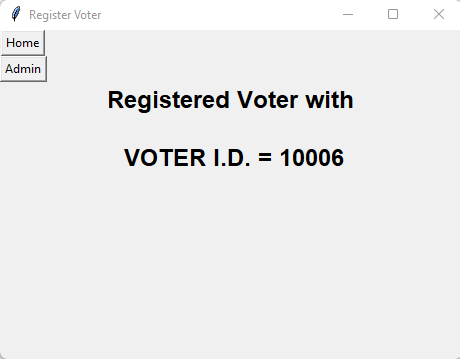 Register Voter
Home
Admin
Registered Voter with
VOTER I.D. = 10006